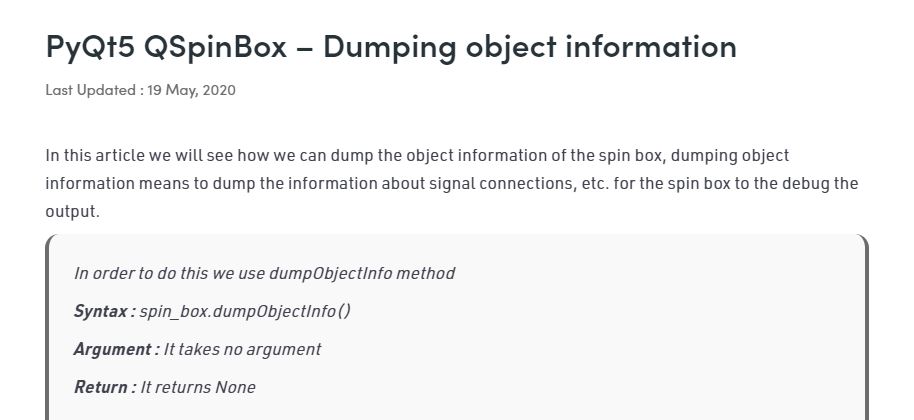 PyQt5 QSpinBox – Dumping object information
Last Updated : 19 May, 2020
In this article we will see how we can dump the object information of the spin box, dumping object
information means to dump the information about signal connections, etc. for the spin box to the debug the
output.
In order to do this we use dumpObjectInfo method
Syntax : spin_box.dumpObjectInfo()
Argument : It takes no argument
Return : It returns None